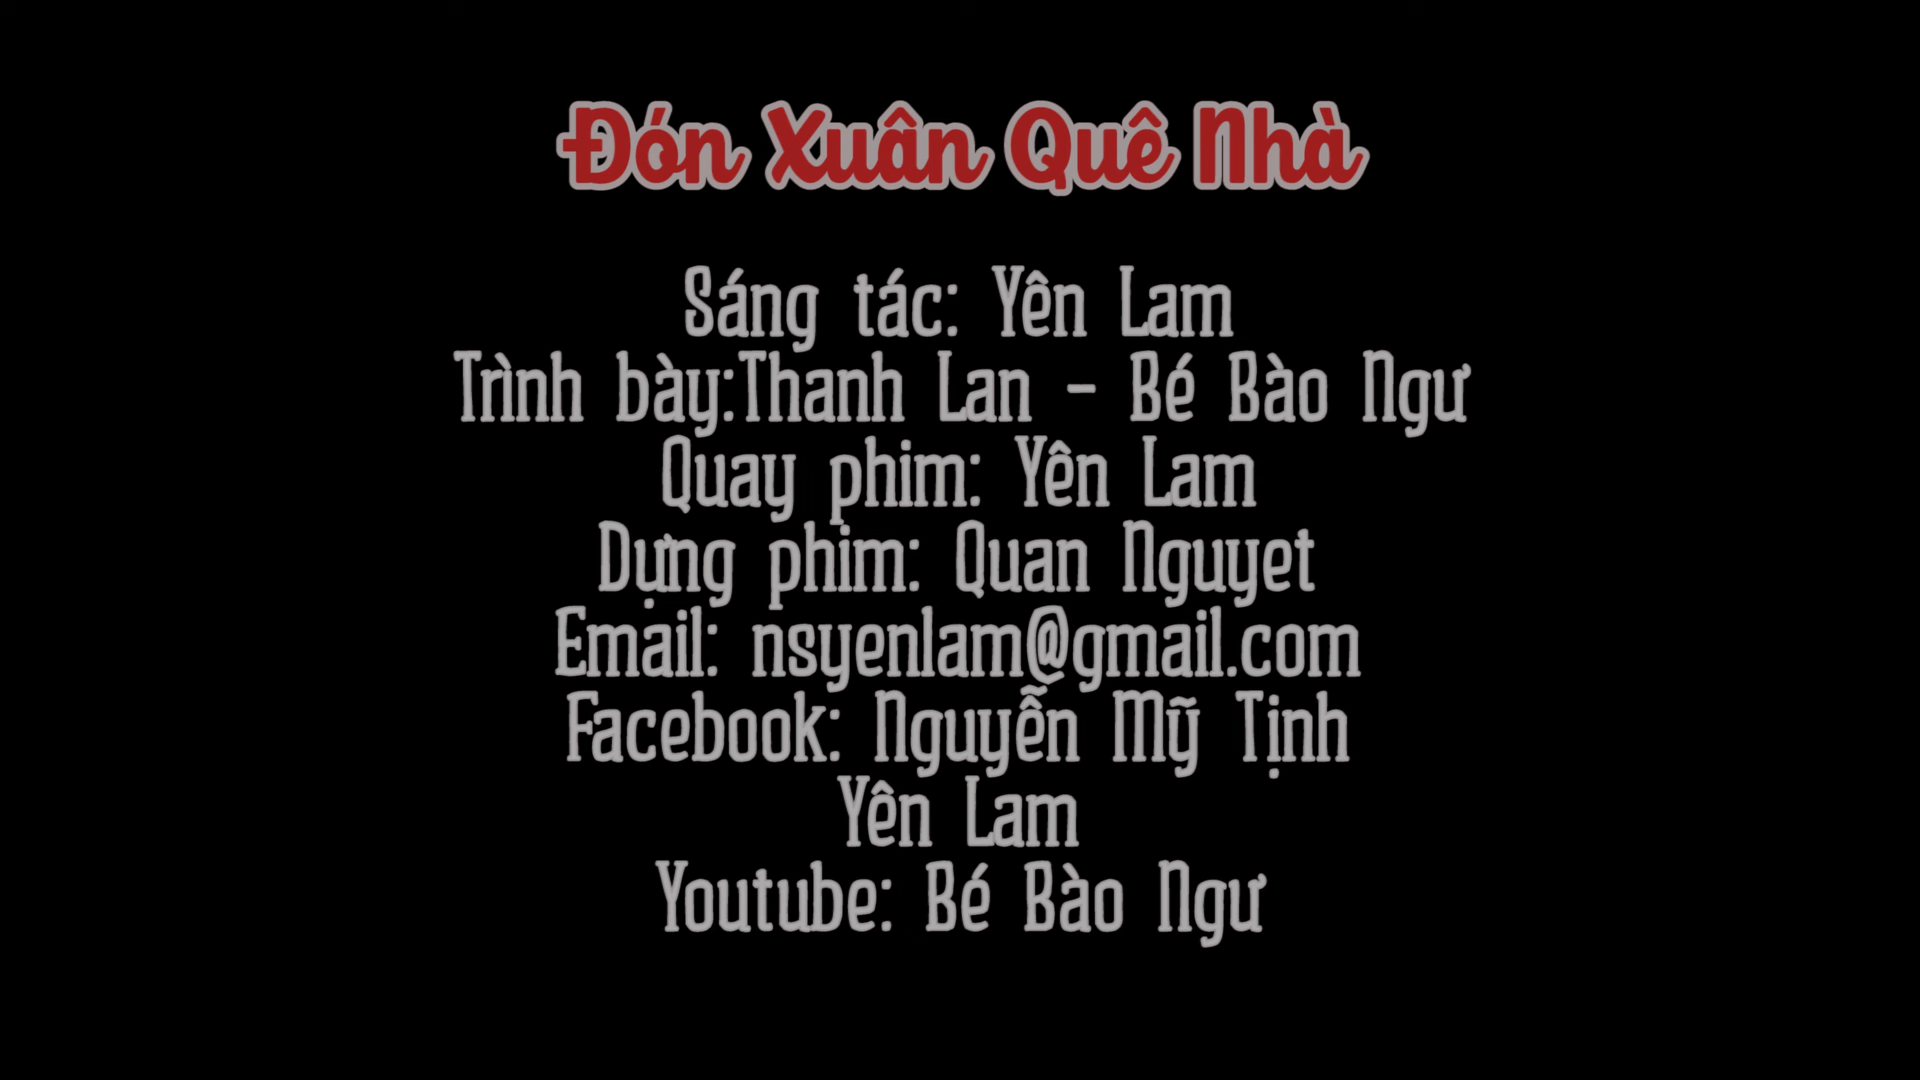 Đón Xuân Quê Nhà
Sáng tác: Yên Lam
Trình bày:Thanh Lan - Bé Bào Ngư
Quay phim: Yên Lam
Dựng phim: Quan Nguyet
Email: nsyenlam@gmail.com
Facebook: Nguyễn Mỹ Tịnh
Yên Lam
Youtube: Bé Bào Ngư